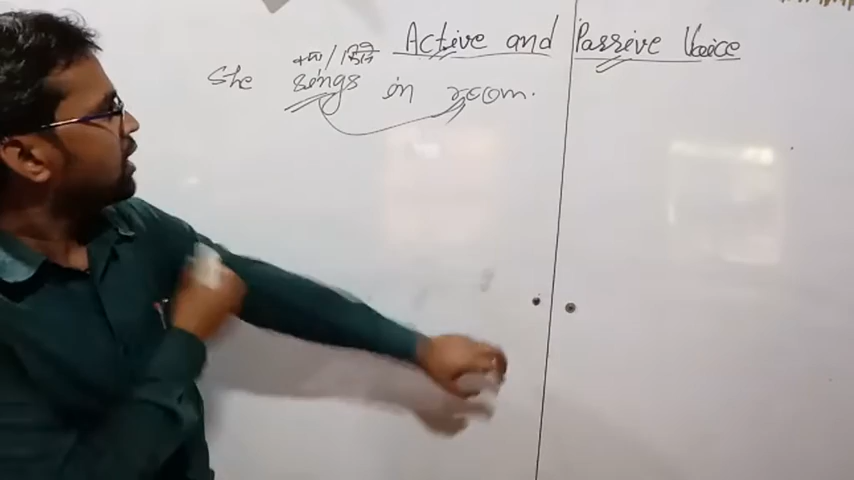 Active and Passive Voice
क्या / किसे
She sings in room.